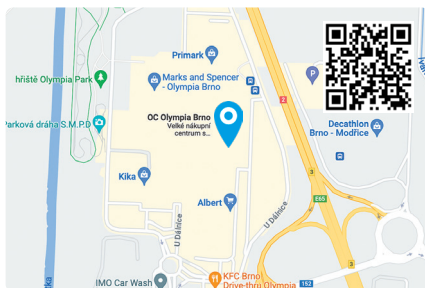 Primark
hřiště Olympia Park
Marks and Spencer
- Olympia Brno
P
2
OC Olympia Brno
Velké nákupní
centrum s...
Parková dráha S.M.P.D
Decathlon
Brno - Modřice
Kika
3
Albert
E65
U Dálnice
U Dálnice
3
IMO Car Wash
KFC Brno
Drive-thru Olympia
152